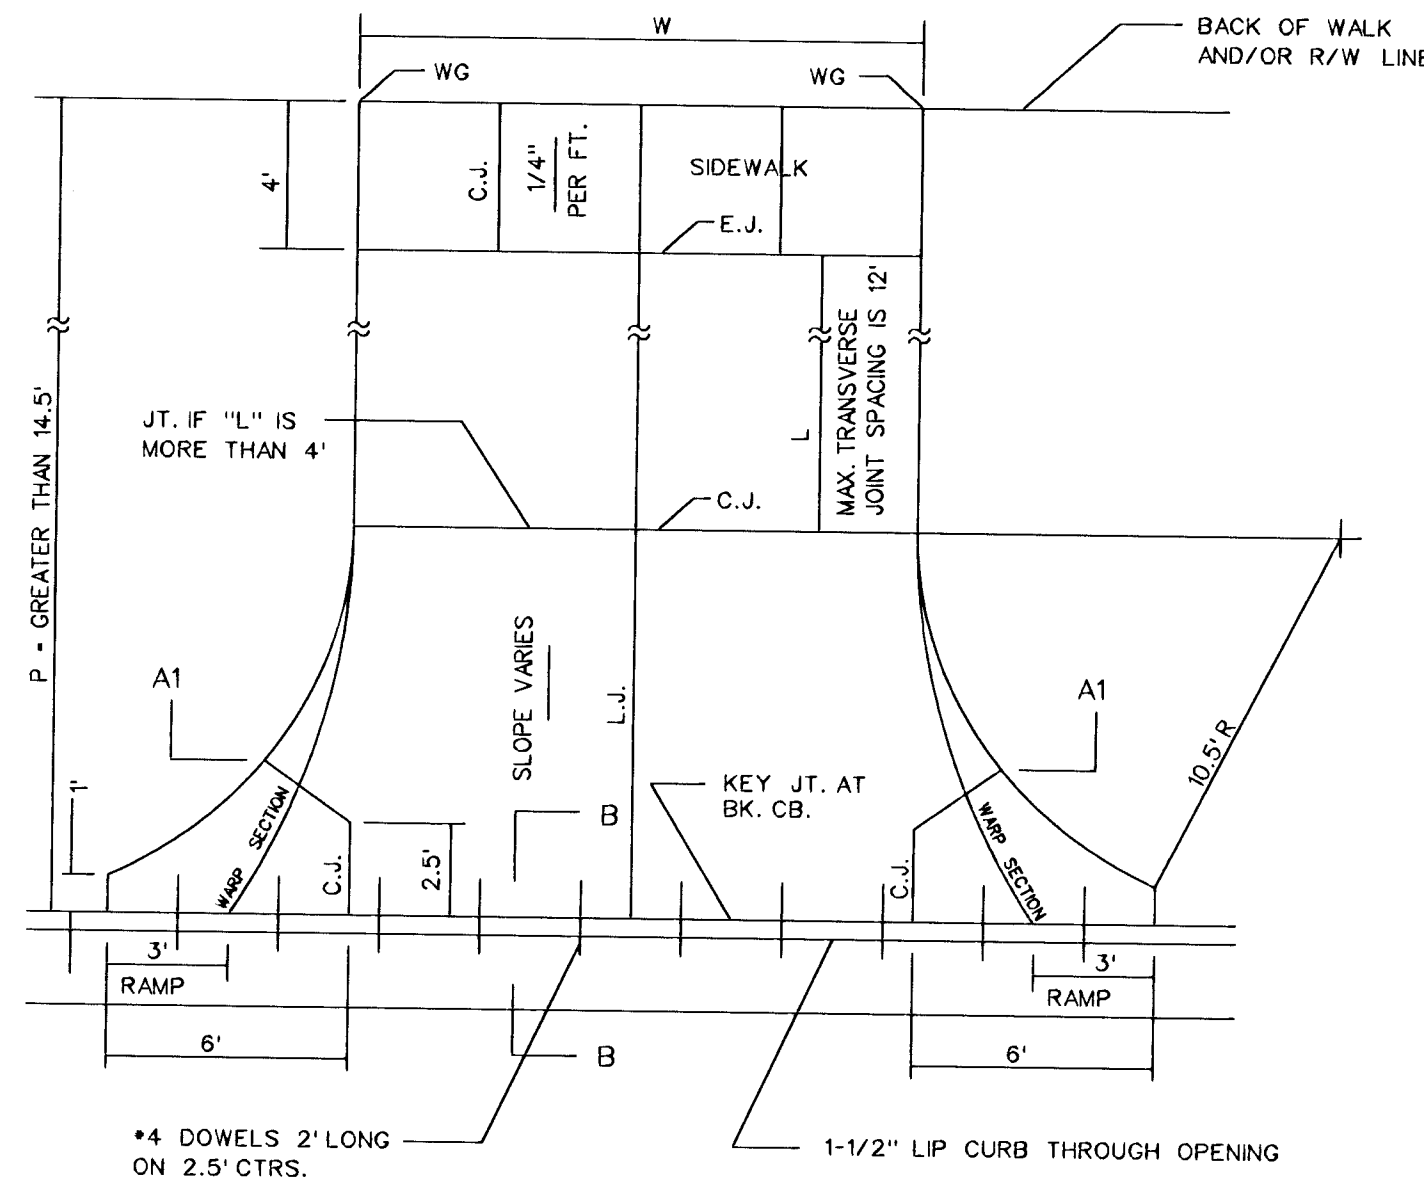 W
BACK OF WALK
AND/OR R/W LINE
WG
WG
4'
C.J.
1/4"
PER FT.
SIDEWALK
E.J.
P - GREATER THAN 14.5'
JT. IF "L" IS
MORE THAN 4'
L
MAX. TRANSVERSE
JOINT SPACING IS 12'
C.J.
A1
SLOPE VARIES
L.J.
A1
10.5' R
1'
WARP SECTION
C.J.
2.5'
B
KEY JT. AT
BK. CB.
C.J.
WARP SECTION
3'
RAMP
3'
RAMP
6'
B
6'
#4 DOWELS 2' LONG
ON 2.5' CTRS.
1-1/2" LIP CURB THROUGH OPENING